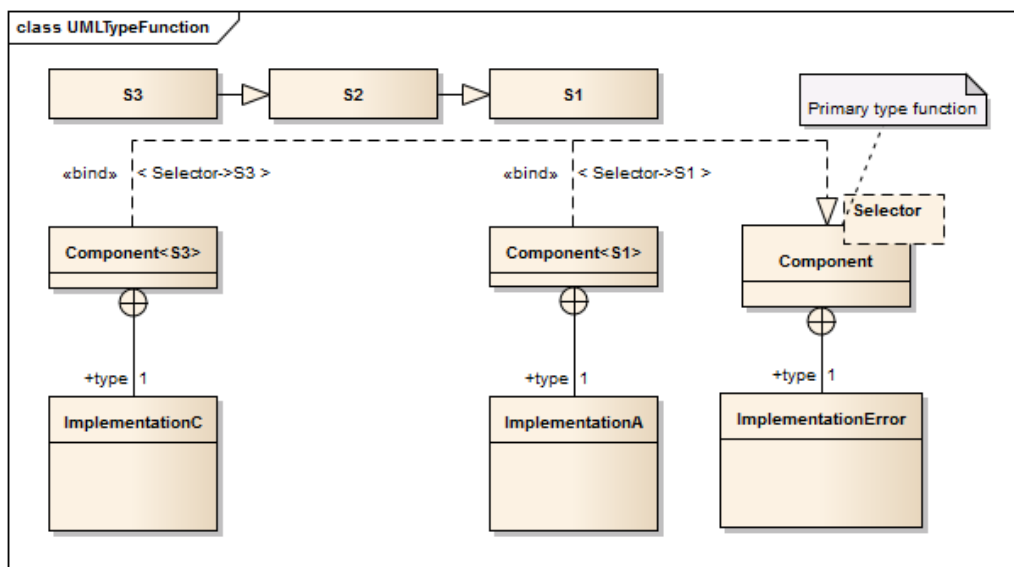 class UMLTypeFunction
S3
S2
S1
Primary type function
«bind»
< Selector->S3 >
«bind»
< Selector->S1 >
Selector
Component<S3>
Component<S1>
Component
+type 1
+type 1
+type 1
ImplementationC
ImplementationA
ImplementationError